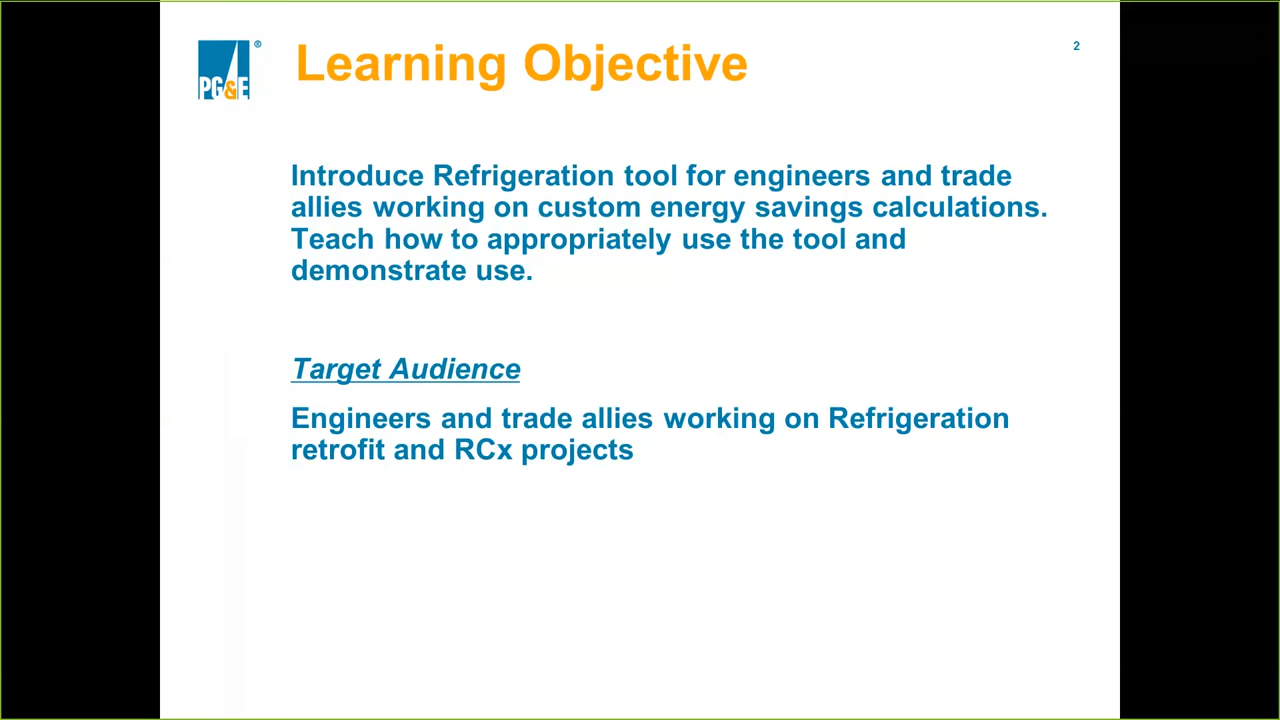 PG&E
®
Learning Objective
2
Introduce Refrigeration tool for engineers and trade
allies working on custom energy savings calculations.
Teach how to appropriately use the tool and
demonstrate use.
Target Audience
Engineers and trade allies working on Refrigeration
retrofit and RCx projects